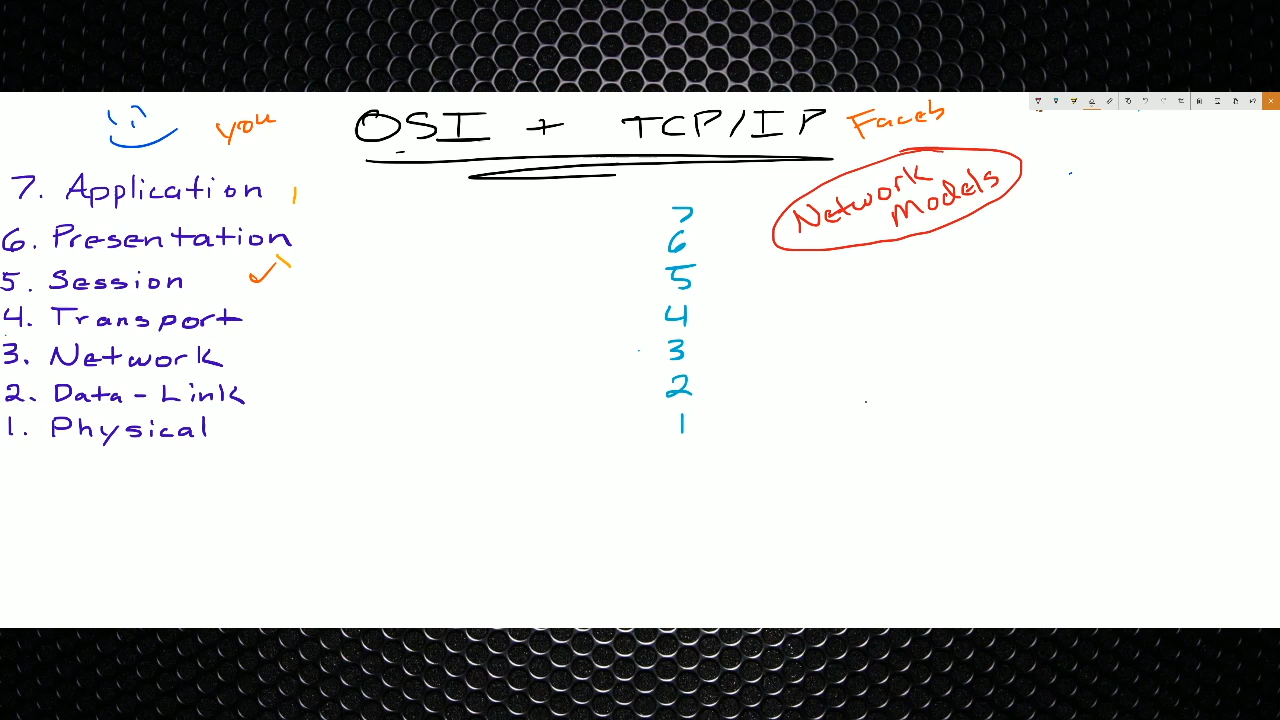 you
OSI + TCP/IP
Faceb
Network
Models
7. Application
6. Presentation
5. Session
4. Transport
3. Network
2. Data-Link
1. Physical
7
6
5
4
3
2
1